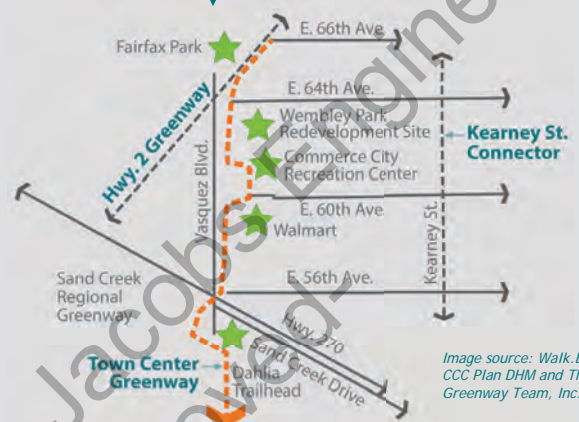 E. 66th Ave
Fairfax Park
E. 64th Ave.
Wembley Park
Redevelopment Site
Kearney St.
Connector
Hwy. 2 Greenway
Commerce City
Recreation Center
Vasquez Blvd.
E. 60th Ave
Walmart
Kearney St.
Sand Creek
Regional
Greenway
E. 56th Ave.
Hwy. 270
Sand Creek Drive
Town Center
Greenway
Dahlia
Trailhead
Image source: Walk.
CCC Plan DHM and
Greenway Team, Inc.
Jacobs Engine